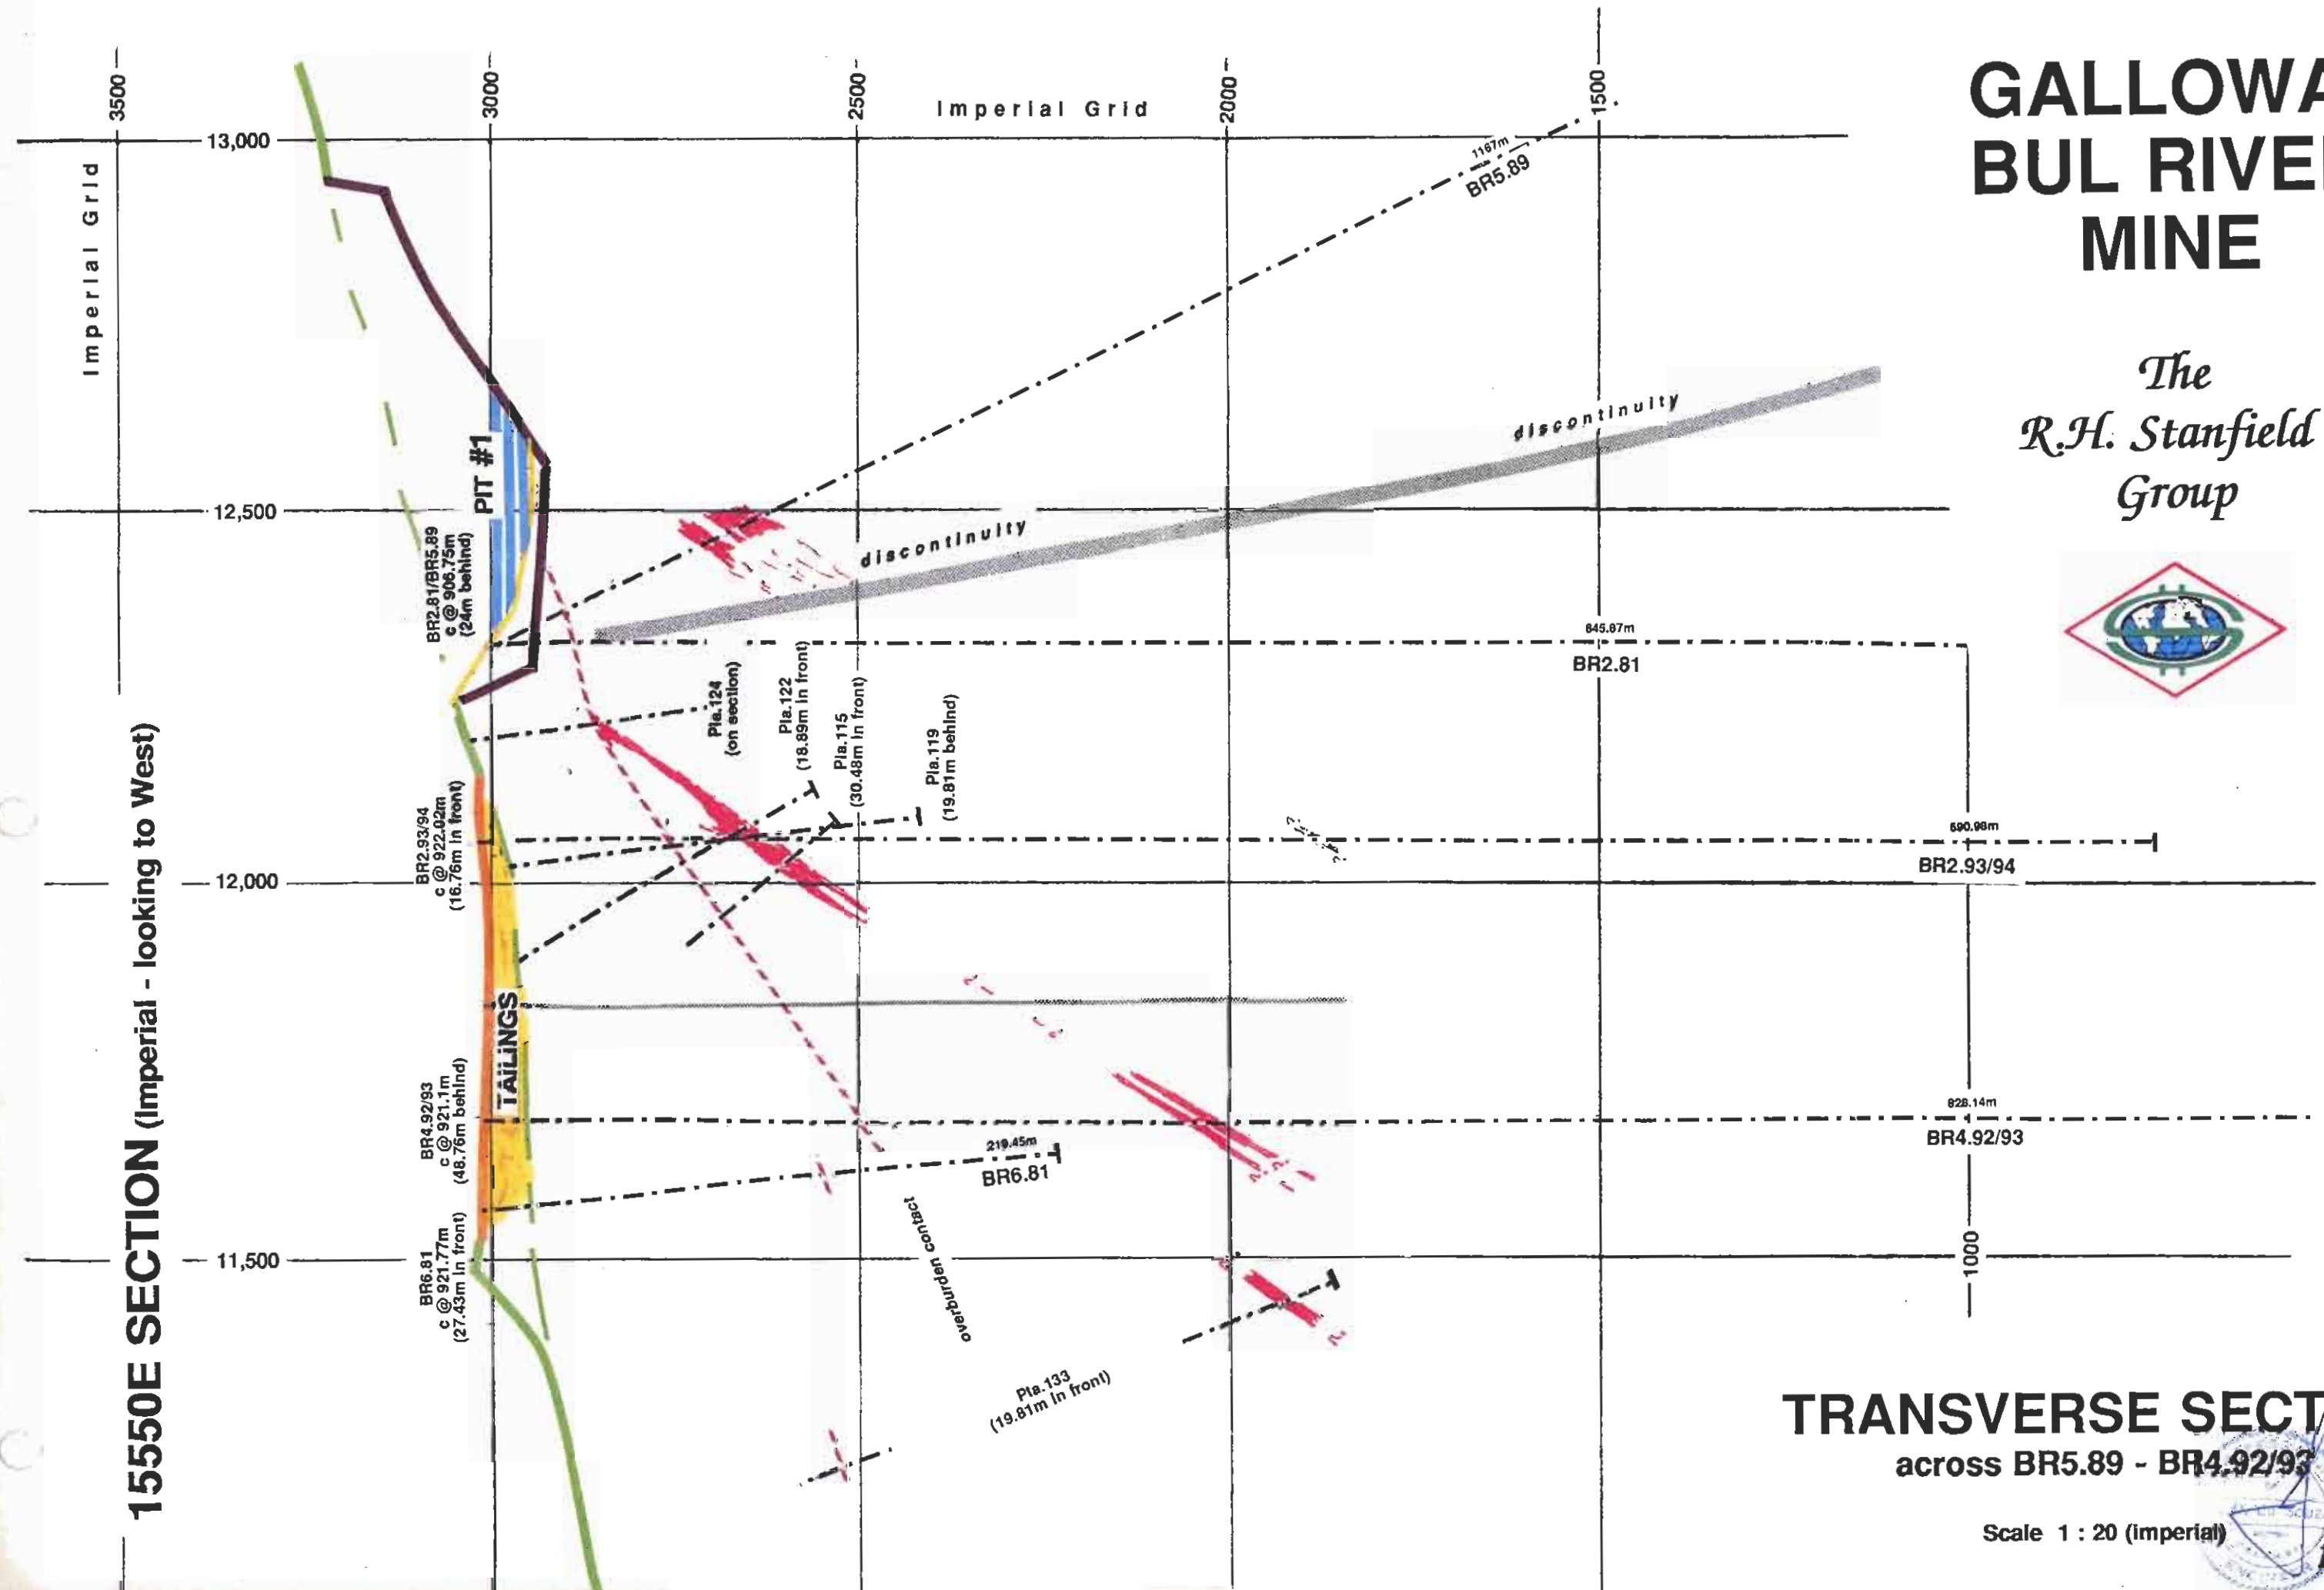 GALLOWA
BUL RIVE
MINE
The
R.H. Stanfield
Group
3500
3000
2500
2000
1500
Imperial Grid
Imperial Grid
13,000
12,500
12,000
11,500
1000
1167m
BR5.89
discontinuity
discontinuity
PIT #1
BR2.81/BR5.89
c @ 906.75m
(24m behind)
645.67m
BR2.81
Pla.124
(on section)
Pla.122
(18.89m in front)
Pla.115
(30.48m in front)
Pla.119
(19.81m behind)
BR2.93/94
c @ 922.02m
(16.76m in front)
690.98m
BR2.93/94
TAILINGS
BR4.92/93
c @ 921.1m
(48.76m behind)
828.14m
BR4.92/93
219.45m
BR6.81
BR6.81
c @ 921.77m
(27.43m in front)
overburden contact
Pla.133
(19.81m in front)
15550E SECTION (Imperial - looking to West)
TRANSVERSE SECT
across BR5.89 - BR4.92/93
Scale 1 : 20 (imperial)